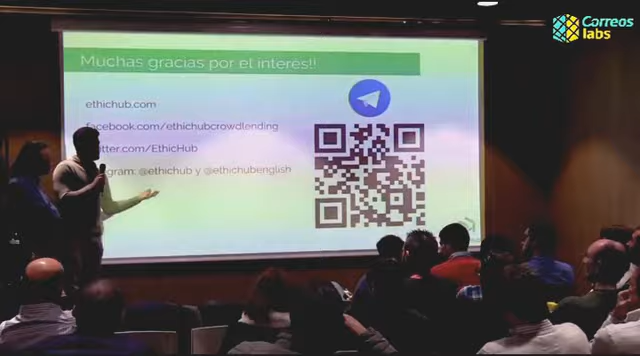 Correos
labs
Muchas gracias por el interés!!
ethichub.com
facebook.com/ethichubcrowdlending
itter.com/EthicHub
gram: @ethichub y @ethichubenglish